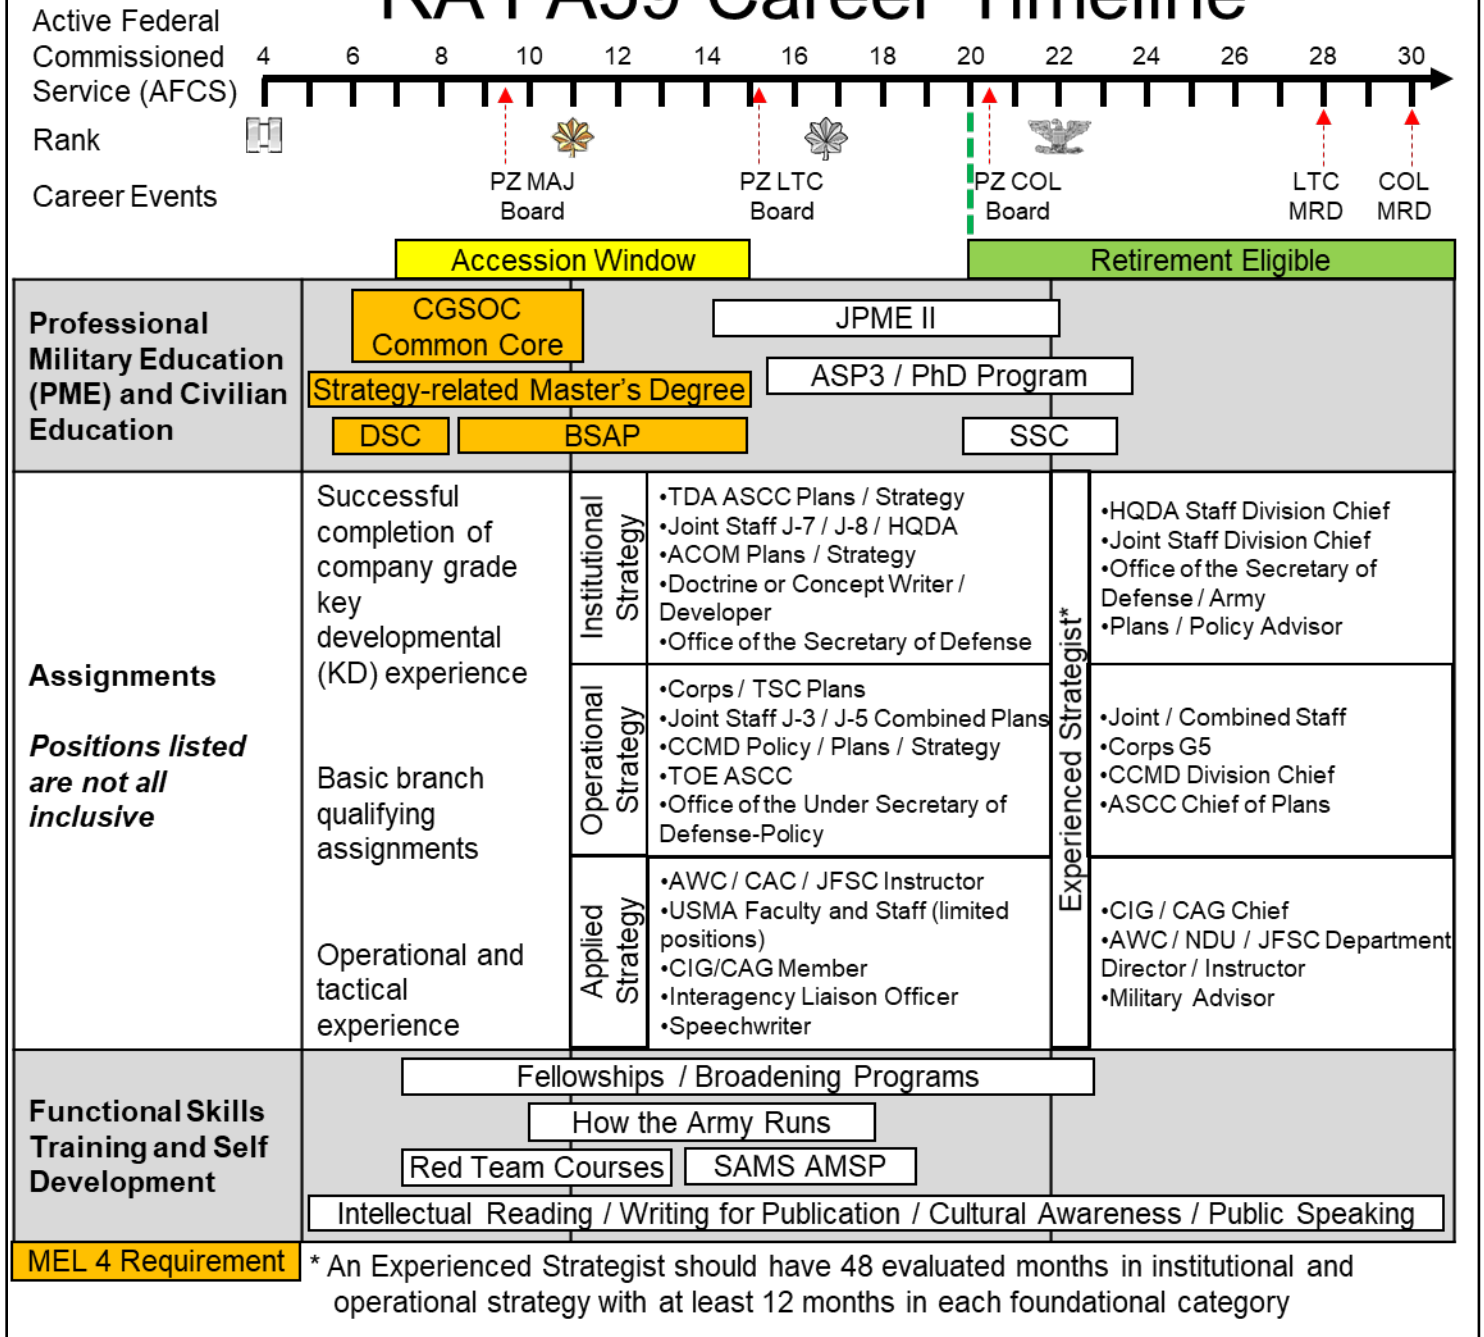 RA FA59 Career Timeline
Active Federal
Commissioned
Service (AFCS)
4 6 8 10 12 14 16 18 20 22 24 26 28 30
Rank
Career Events
PZ MAJ
Board
PZ LTC
Board
PZ COL
Board
LTC
MRD
COL
MRD
Accession Window
Retirement Eligible
Professional
Military Education
(PME) and Civilian
Education
CGSOC
Common Core
JPME II
Strategy-related Master's Degree
ASP3 / PhD Program
DSC
BSAP
SSC
Assignments
Positions listed
are not all
inclusive
Successful
completion of
company grade
key
developmental
(KD) experience
Basic branch
qualifying
assignments
Operational and
tactical
experience
Institutional
Strategy
•TDA ASCC Plans / Strategy
•Joint Staff J-7 / J-8 / HQDA
•ACOM Plans / Strategy
•Doctrine or Concept Writer /
Developer
•Office of the Secretary of Defense
Operational
Strategy
•Corps / TSC Plans
•Joint Staff J-3 / J-5 Combined Plans
•CCMD Policy / Plans / Strategy
•TOE ASCC
•Office of the Under Secretary of
Defense-Policy
Applied
Strategy
•AWC / CAC / JFSC Instructor
•USMA Faculty and Staff (limited
positions)
•CIG/CAG Member
•Interagency Liaison Officer
•Speechwriter
Experienced Strategist*
•HQDA Staff Division Chief
•Joint Staff Division Chief
•Office of the Secretary of
Defense / Army
•Plans / Policy Advisor
•Joint / Combined Staff
•Corps G5
•CCMD Division Chief
•ASCC Chief of Plans
•CIG / CAG Chief
•AWC / NDU / JFSC Department
Director / Instructor
•Military Advisor
Functional Skills
Training and Self
Development
Fellowships / Broadening Programs
How the Army Runs
Red Team Courses
SAMS AMSP
Intellectual Reading / Writing for Publication / Cultural Awareness / Public Speaking
MEL 4 Requirement
* An Experienced Strategist should have 48 evaluated months in institutional and
operational strategy with at least 12 months in each foundational category